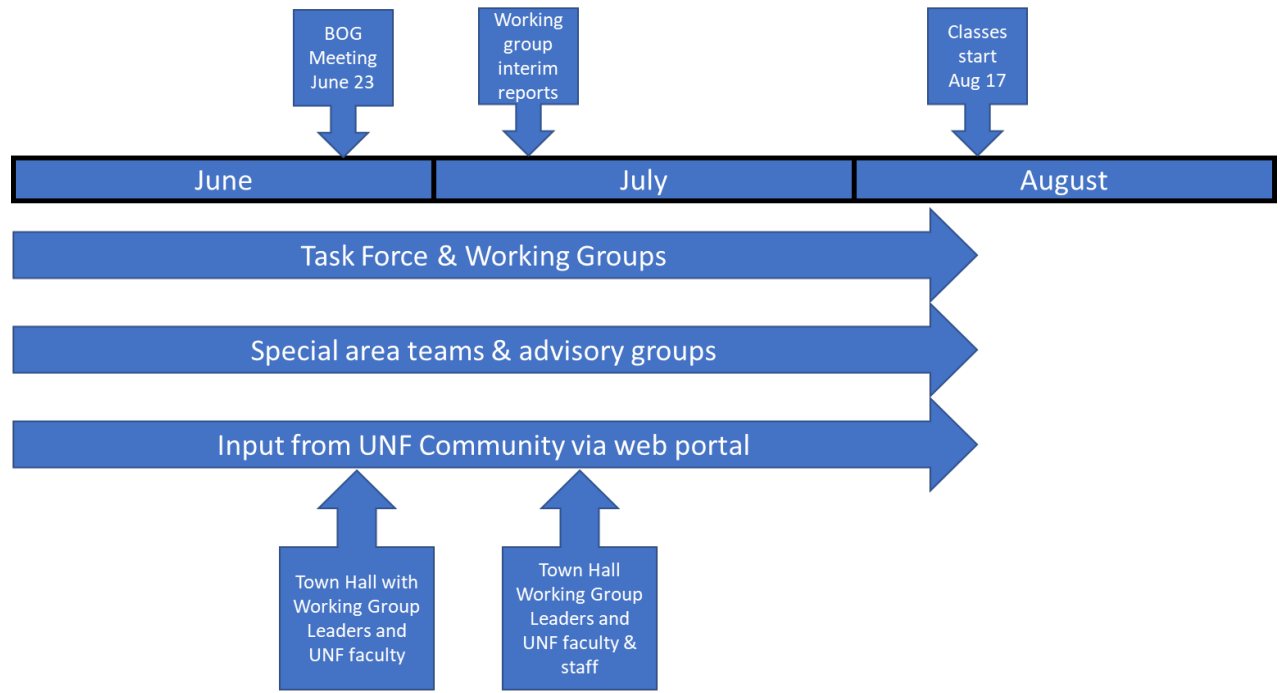 BOG
Meeting
June 23
Working
group
interim
reports
Classes
start
Aug 17
June
July
August
Task Force & Working Groups
Special area teams & advisory groups
Input from UNF Community via web portal
Town Hall with
Working Group
Leaders and
UNF faculty
Town Hall
Working Group
Leaders and
UNF faculty &
staff